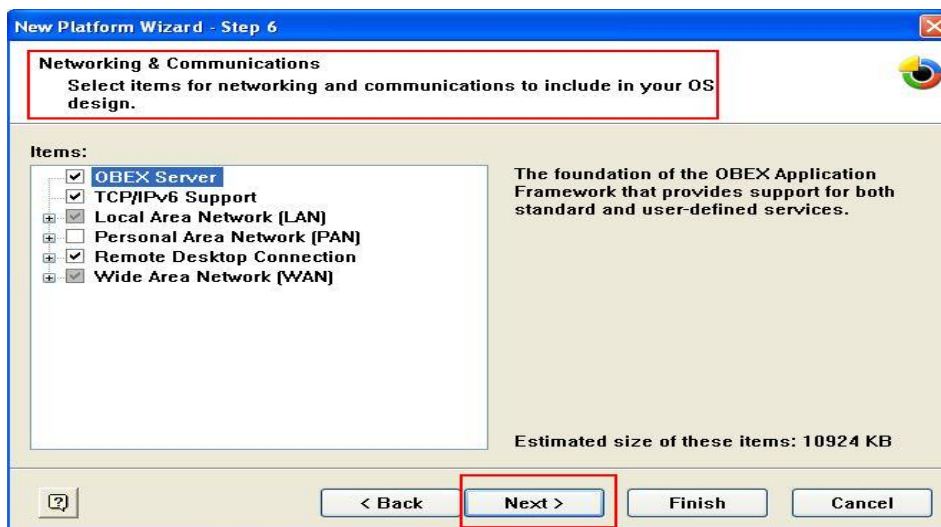 New Platform Wizard - Step 6
Networking & Communications
Select items for networking and communications to include in your OS
design.
Items:
OBEX Server
TCP/IPv6 Support
Local Area Network (LAN)
Personal Area Network (PAN)
Remote Desktop Connection
Wide Area Network (WAN)
The foundation of the OBEX Application
Framework that provides support for both
standard and user-defined services.
Estimated size of these items: 10924 KB
< Back
Next >
Finish
Cancel